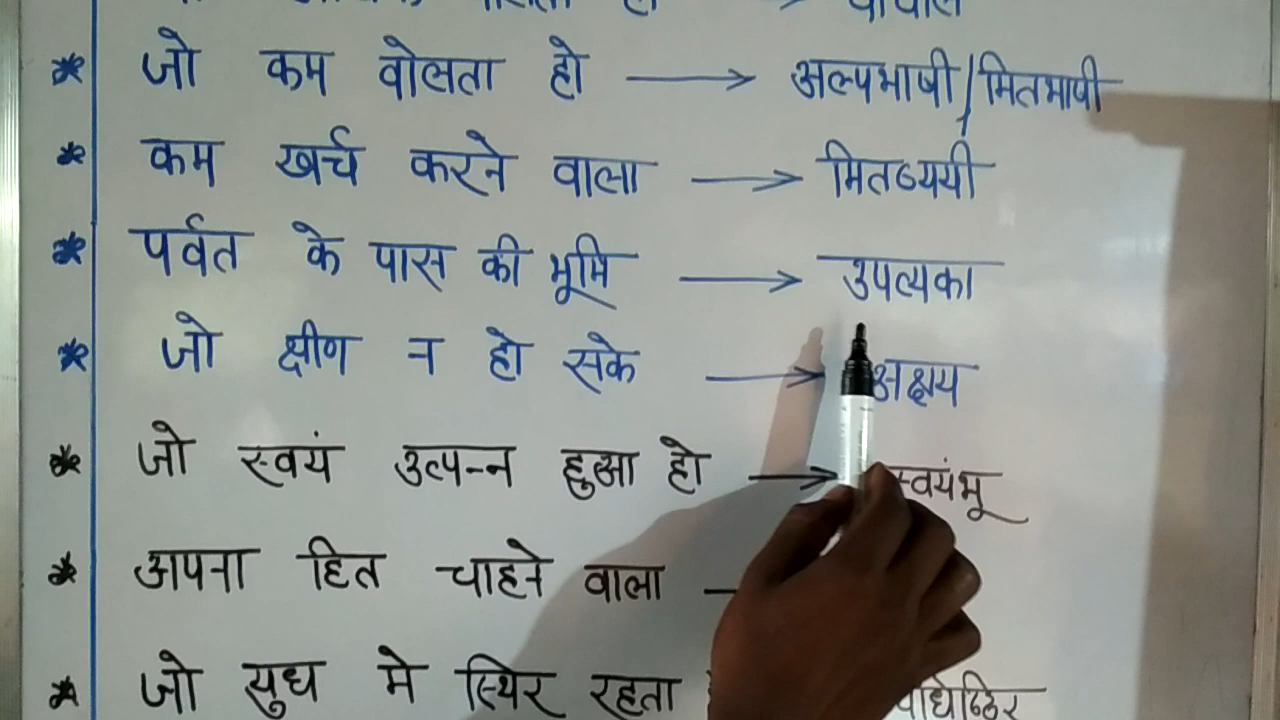 जो कम बोलता हो → अल्पभाषी/मितभाषी
कम खर्च करने वाला → मितव्ययी
पर्वत के पास की भूमि → उपत्यका
जो क्षीण न हो सके → अक्षय
जो स्वयं उत्पन्न हुआ हो → स्वयंभू
अपना हित चाहने वाला
जो युध में स्थिर रहता